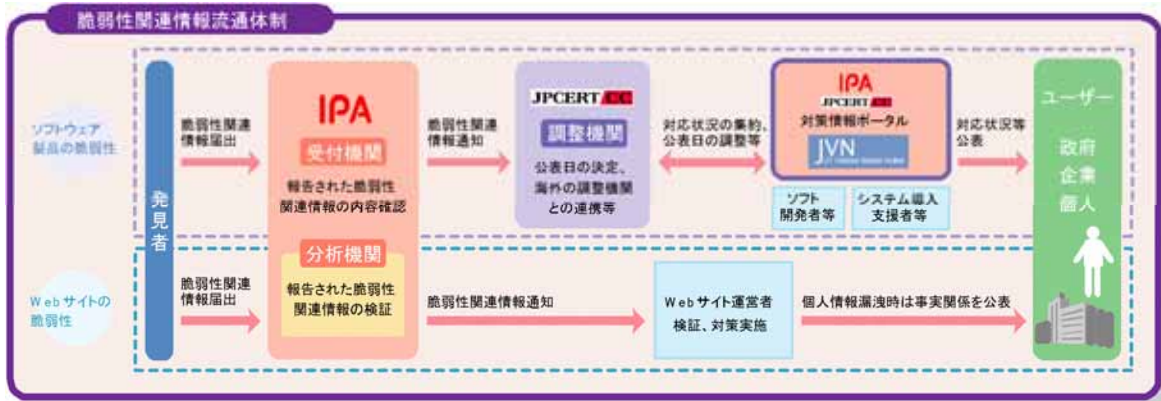 脆弱性関連情報流通体制
ソフトウェア
製品の脆弱性
発見者
脆弱性関連
情報届出
IPA
受付機関
報告された脆弱性
関連情報の内容確認
分析機関
報告された脆弱性
関連情報の検証
脆弱性関連
情報通知
JPCERT CC
調整機関
公表日の決定、
海外の調整機関
との連携等
対応状況の集約、
公表日の調整等
IPA
JPCERT CC
対策情報ポータル
JVN
ソフト
開発者等
システム導入
支援者等
対応状況等
公表
ユーザー
政府
企業
個人
Webサイトの
脆弱性
脆弱性関連
情報届出
脆弱性関連情報通知
Webサイト運営者
検証、対策実施
個人情報漏洩時は事実関係を公表